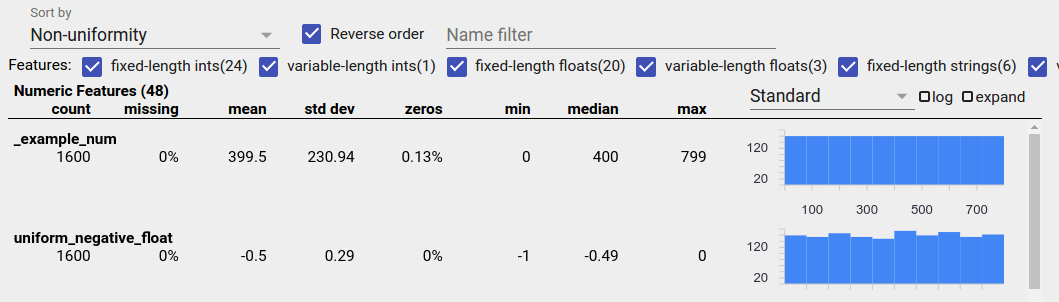 Sort by
Non-uniformity Reverse order Name filter
Features: fixed-length ints(24) variable-length ints(1) fixed-length floats(20) variable-length floats(3) fixed-length strings(6)
Numeric Features (48) Standard log expand
count missing mean std dev zeros min median max
_example_num
1600 0% 399.5 230.94 0.13% 0 400 799
120
20
100 300 500 700
uniform_negative_float
1600 0% -0.5 0.29 0% -1 -0.49 0
120
20